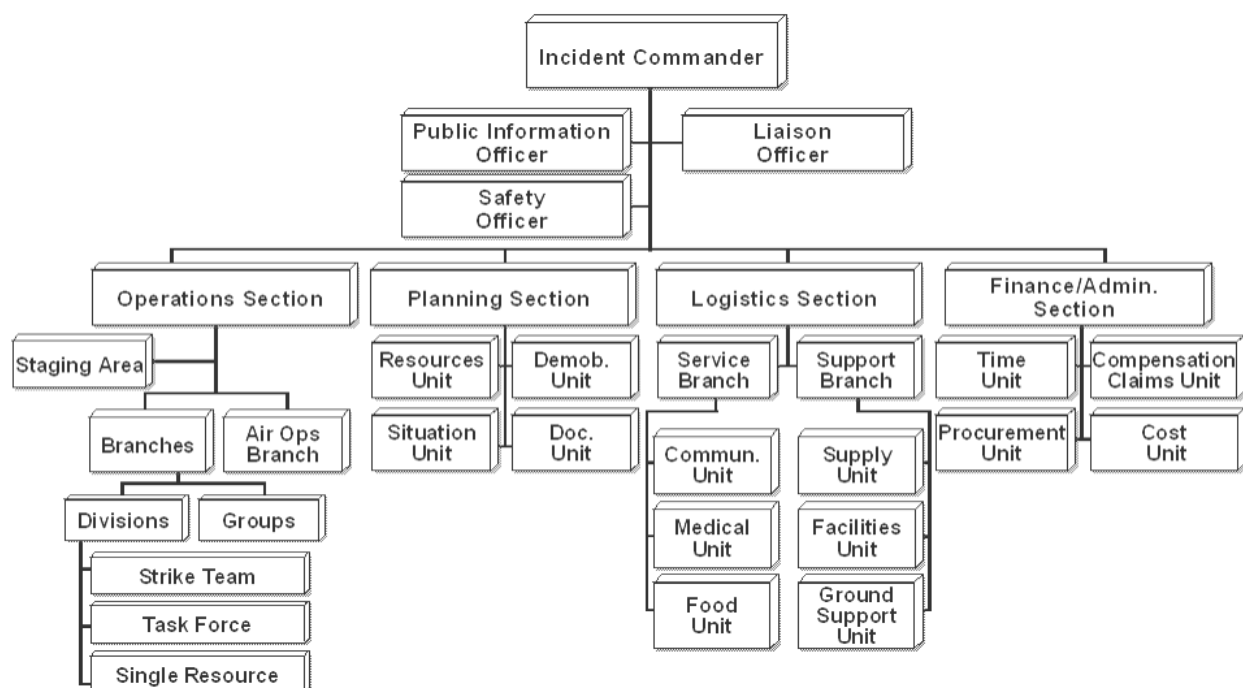 Incident Commander
Public Information
Officer
Liaison
Officer
Safety
Officer
Operations Section
Planning Section
Logistics Section
Finance/Admin.
Section
Staging Area
Branches
Air Ops
Branch
Divisions
Groups
Strike Team
Task Force
Single Resource
Resources
Unit
Demob.
Unit
Situation
Unit
Doc.
Unit
Service
Branch
Support
Branch
Commun.
Unit
Medical
Unit
Food
Unit
Supply
Unit
Facilities
Unit
Ground
Support
Unit
Time
Unit
Compensation
Claims Unit
Procurement
Unit
Cost
Unit